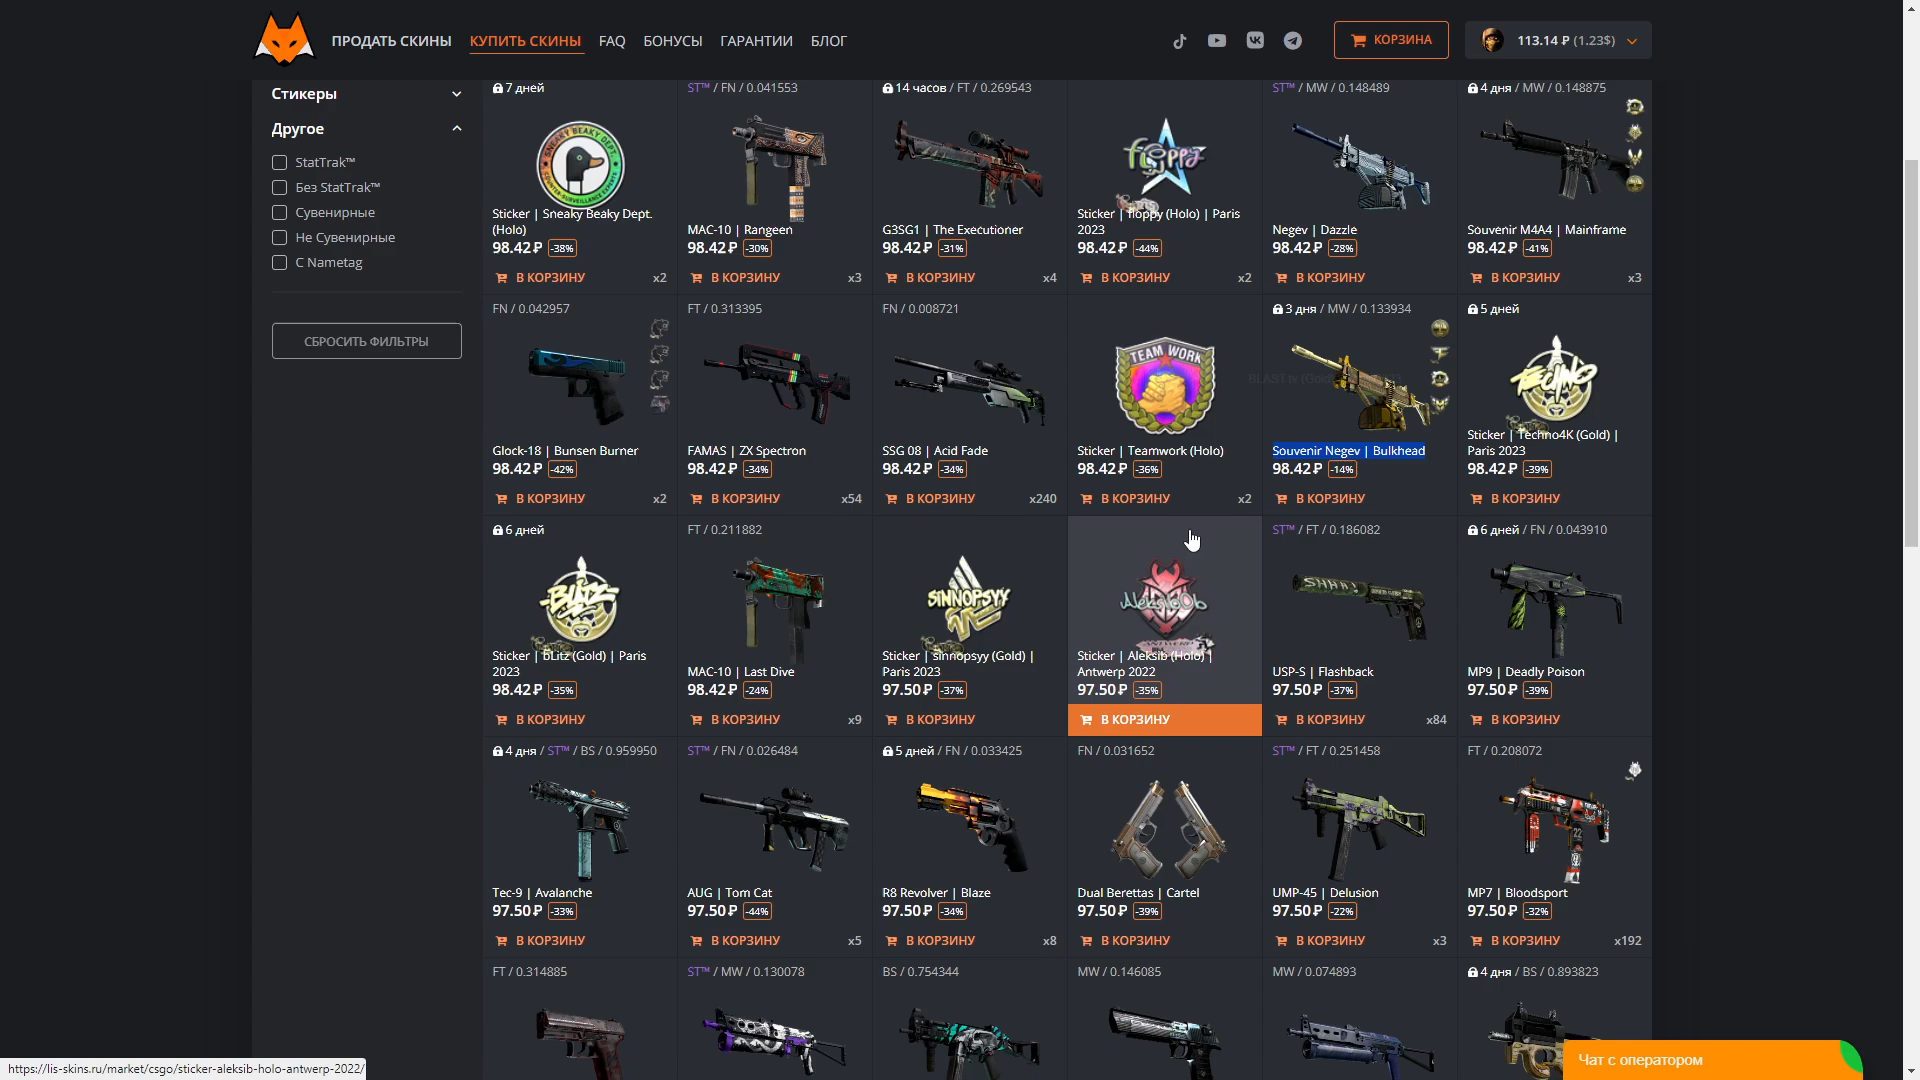 ПРОДАТЬ СКИНЫ КУПИТЬ СКИНЫ FAQ БОНУСЫ ГАРАНТИИ БЛОГ
КОРЗИНА
113.14 ₽ (1.23$)
Стикеры
Другое
StatTrak™
Без StatTrak™
Сувенирные
Не Сувенирные
С Nametag
СБРОСИТЬ ФИЛЬТРЫ
7 дней
SNEAKY BEAKY DEPT.
COUNTER-SURVEILLANCE EXPERTS
Sticker | Sneaky Beaky Dept.
(Holo)
98.42 ₽ -38%
В КОРЗИНУ x2
ST™ / FN / 0.041553
MAC-10 | Rangeen
98.42 ₽ -30%
В КОРЗИНУ x3
14 часов / FT / 0.269543
G3SG1 | The Executioner
98.42 ₽ -31%
В КОРЗИНУ x4
floppy
Sticker | floppy (Holo) | Paris
2023
98.42 ₽ -44%
В КОРЗИНУ x2
ST™ / MW / 0.148489
Negev | Dazzle
98.42 ₽ -28%
В КОРЗИНУ
4 дня / MW / 0.148875
Souvenir M4A4 | Mainframe
98.42 ₽ -41%
В КОРЗИНУ x3
FN / 0.042957
Glock-18 | Bunsen Burner
98.42 ₽ -42%
В КОРЗИНУ x2
FT / 0.313395
FAMAS | ZX Spectron
98.42 ₽ -34%
В КОРЗИНУ x54
FN / 0.008721
SSG 08 | Acid Fade
98.42 ₽ -34%
В КОРЗИНУ x240
TEAM WORK
Sticker | Teamwork (Holo)
98.42 ₽ -36%
В КОРЗИНУ x2
3 дня / MW / 0.133934
Souvenir Negev | Bulkhead
98.42 ₽ -14%
В КОРЗИНУ
5 дней
TECHNO
Sticker | Techno4K (Gold) |
Paris 2023
98.42 ₽ -39%
В КОРЗИНУ
6 дней
BLITZ
Sticker | bLitz (Gold) | Paris
2023
98.42 ₽ -35%
В КОРЗИНУ
FT / 0.211882
MAC-10 | Last Dive
98.42 ₽ -24%
В КОРЗИНУ x9
SINNOPSYY
Sticker | sinnopsyy (Gold) |
Paris 2023
97.50 ₽ -37%
В КОРЗИНУ
Sticker | Aleksib (Holo) |
Antwerp 2022
97.50 ₽ -35%
В КОРЗИНУ
ST™ / FT / 0.186082
USP-S | Flashback
97.50 ₽ -37%
В КОРЗИНУ x84
6 дней / FN / 0.043910
MP9 | Deadly Poison
97.50 ₽ -39%
В КОРЗИНУ
4 дня / ST™ / BS / 0.959950
Tec-9 | Avalanche
97.50 ₽ -33%
В КОРЗИНУ
ST™ / FN / 0.026484
AUG | Tom Cat
97.50 ₽ -44%
В КОРЗИНУ x5
5 дней / FN / 0.033425
R8 Revolver | Blaze
97.50 ₽ -34%
В КОРЗИНУ x8
FN / 0.031652
Dual Berettas | Cartel
97.50 ₽ -39%
В КОРЗИНУ
ST™ / FT / 0.251458
UMP-45 | Delusion
97.50 ₽ -22%
В КОРЗИНУ x3
FT / 0.208072
22
MP7 | Bloodsport
97.50 ₽ -32%
В КОРЗИНУ x192
FT / 0.314885
ST™ / MW / 0.130078
BS / 0.754344
MW / 0.146085
MW / 0.074893
4 дня / BS / 0.893823
Чат с оператором
https://lis-skins.ru/market/csgo/sticker-aleksib-holo-antwerp-2022/